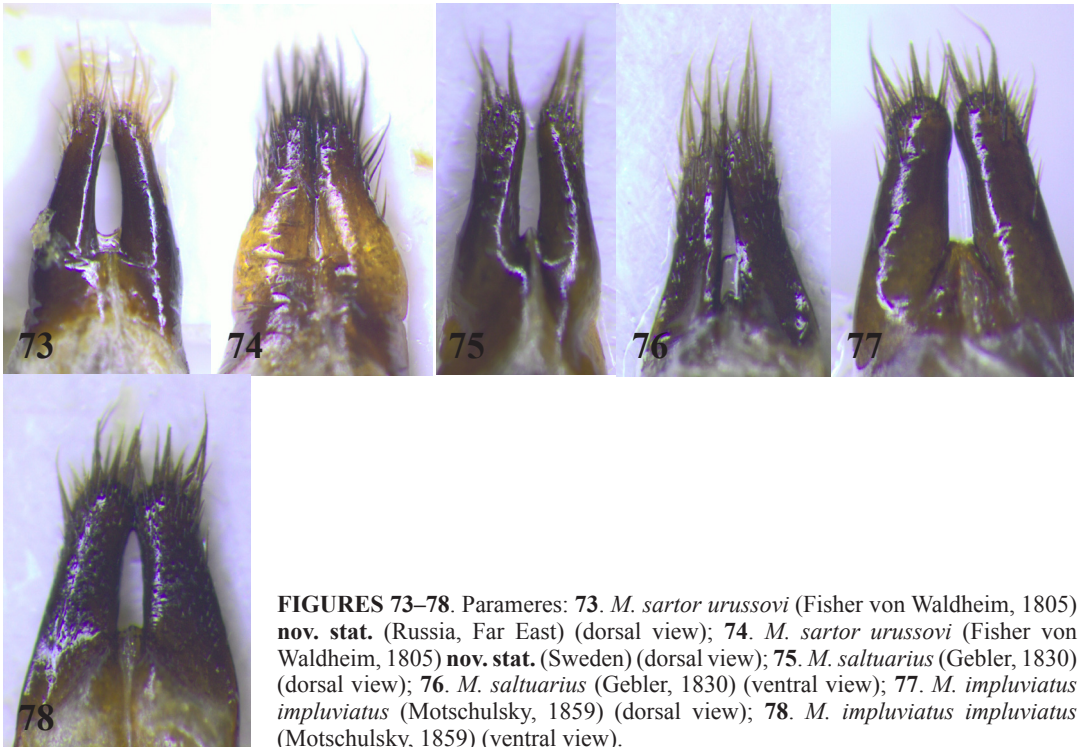 73 74 75 76 77
78
FIGURES 73–78. Parameres: 73. M. sartor urussovi (Fisher von Waldheim, 1805)
nov. stat. (Russia, Far East) (dorsal view); 74. M. sartor urussovi (Fisher von
Waldheim, 1805) nov. stat. (Sweden) (dorsal view); 75. M. saltuarius (Gebler, 1830)
(dorsal view); 76. M. saltuarius (Gebler, 1830) (ventral view); 77. M. impluviatus
impluviatus (Motschulsky, 1859) (dorsal view); 78. M. impluviatus impluviatus
(Motschulsky, 1859) (ventral view).